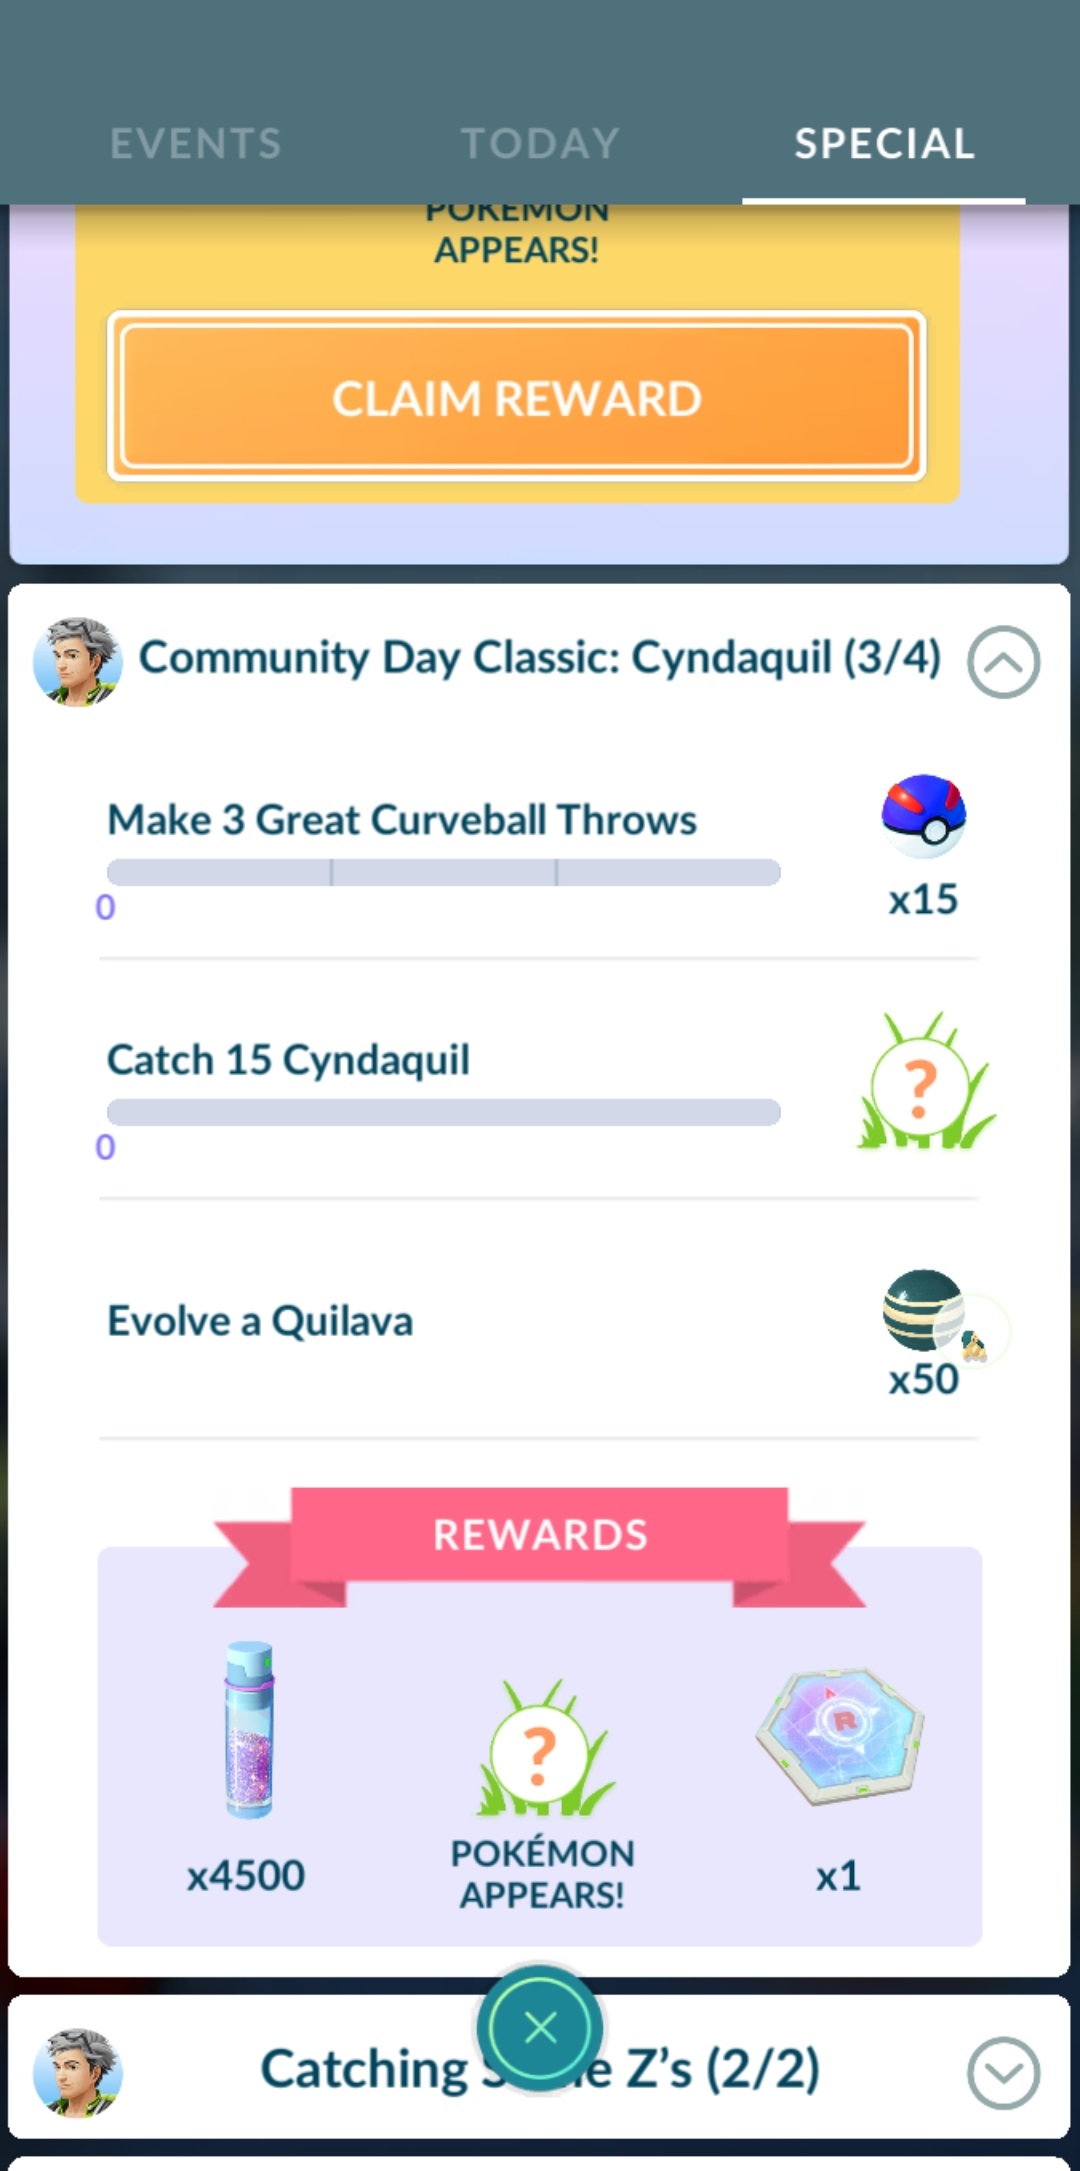 EVENTS
TODAY
SPECIAL
POKÉMON
APPEARS!
CLAIM REWARD
Community Day Classic: Cyndaquil (3/4)
Make 3 Great Curveball Throws
0
x15
Catch 15 Cyndaquil
0
?
Evolve a Quilava
x50
REWARDS
?
R
x4500
POKÉMON
APPEARS!
x1
Catching Z's (2/2)